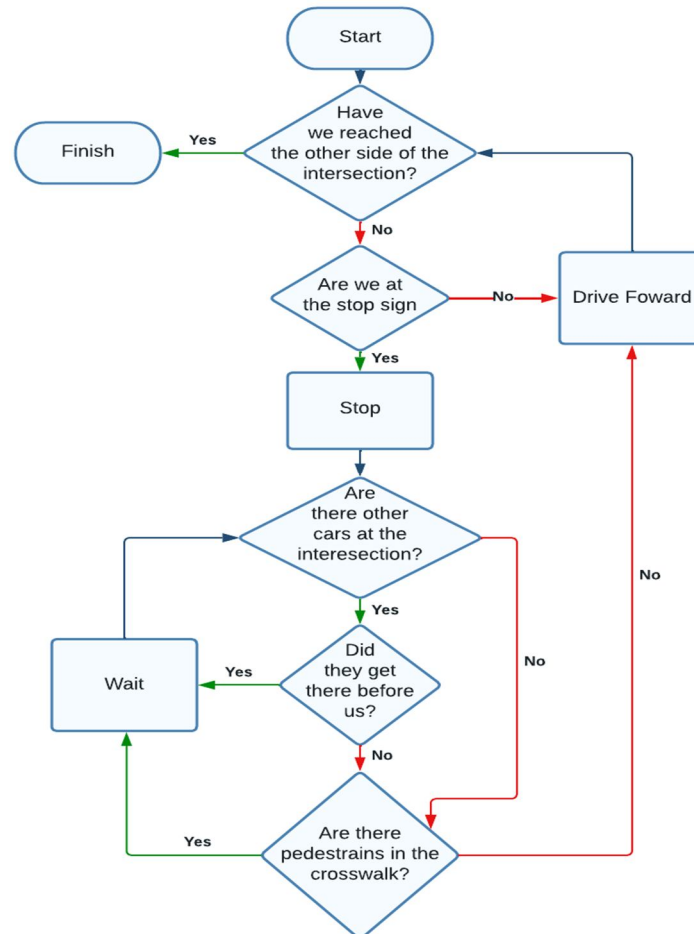 Start
Have
we reached
the other side of the
intersection?
Yes
Finish
No
Are we at
the stop sign
No
Drive Foward
Yes
Stop
Are
there other
cars at the
interesection?
No
Yes
No
Did
they get
there before
us?
Yes
Wait
No
Are there
pedestrains in the
crosswalk?
Yes